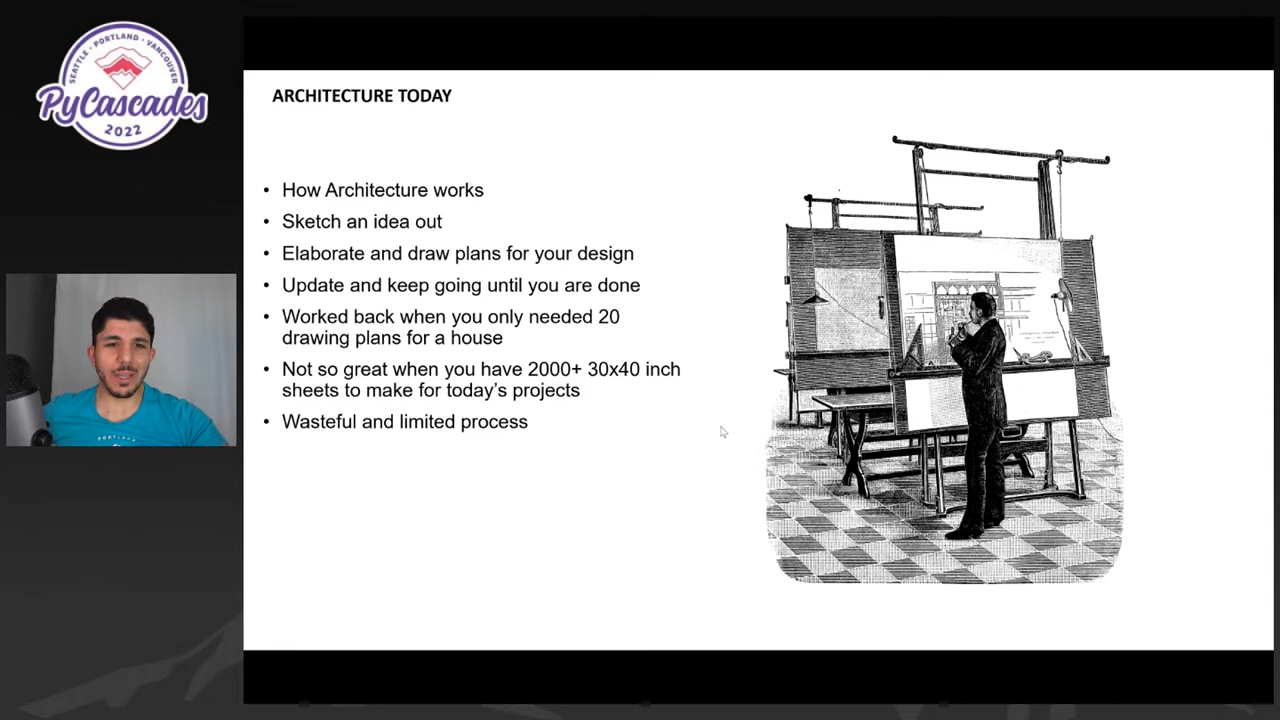 SEATTLE - PORTLAND - VANCOUVER
PyCascades
2022
ARCHITECTURE TODAY
• How Architecture works
• Sketch an idea out
• Elaborate and draw plans for your design
• Update and keep going until you are done
• Worked back when you only needed 20
drawing plans for a house
• Not so great when you have 2000+ 30x40 inch
sheets to make for today's projects
• Wasteful and limited process
PORTLAND